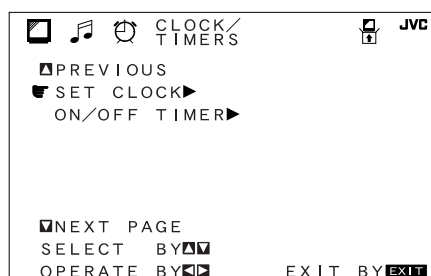 CLOCK/
TIMERS
JVC
▲PREVIOUS
SET CLOCK▶
ON/OFF TIMER▶
▼NEXT PAGE
SELECT BY▲▼
OPERATE BY◀▶ EXIT BY EXIT